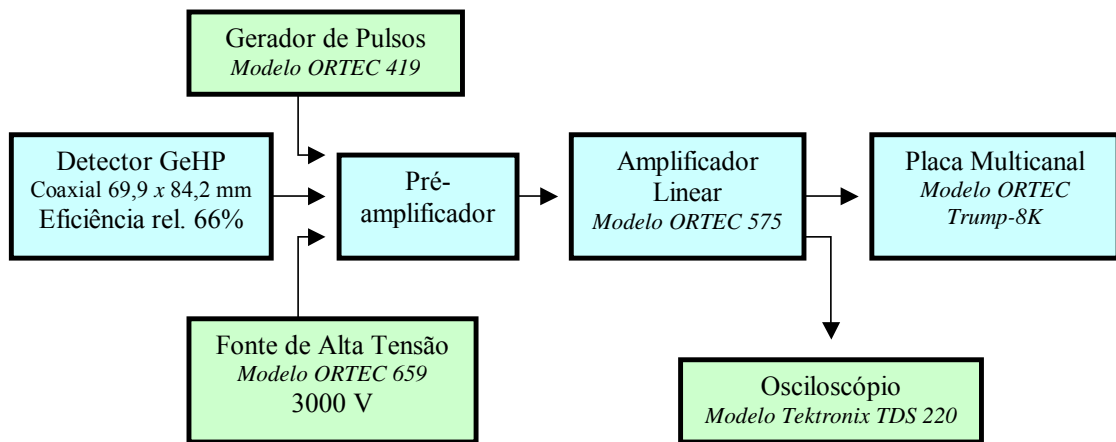 Gerador de Pulsos
Modelo ORTEC 419
Detector GeHP
Coaxial 69,9 x 84,2 mm
Eficiência rel. 66%
Pré-
amplificador
Amplificador
Linear
Modelo ORTEC 575
Placa Multicanal
Modelo ORTEC
Trump-8K
Fonte de Alta Tensão
Modelo ORTEC 659
3000 V
Osciloscópio
Modelo Tektronix TDS 220